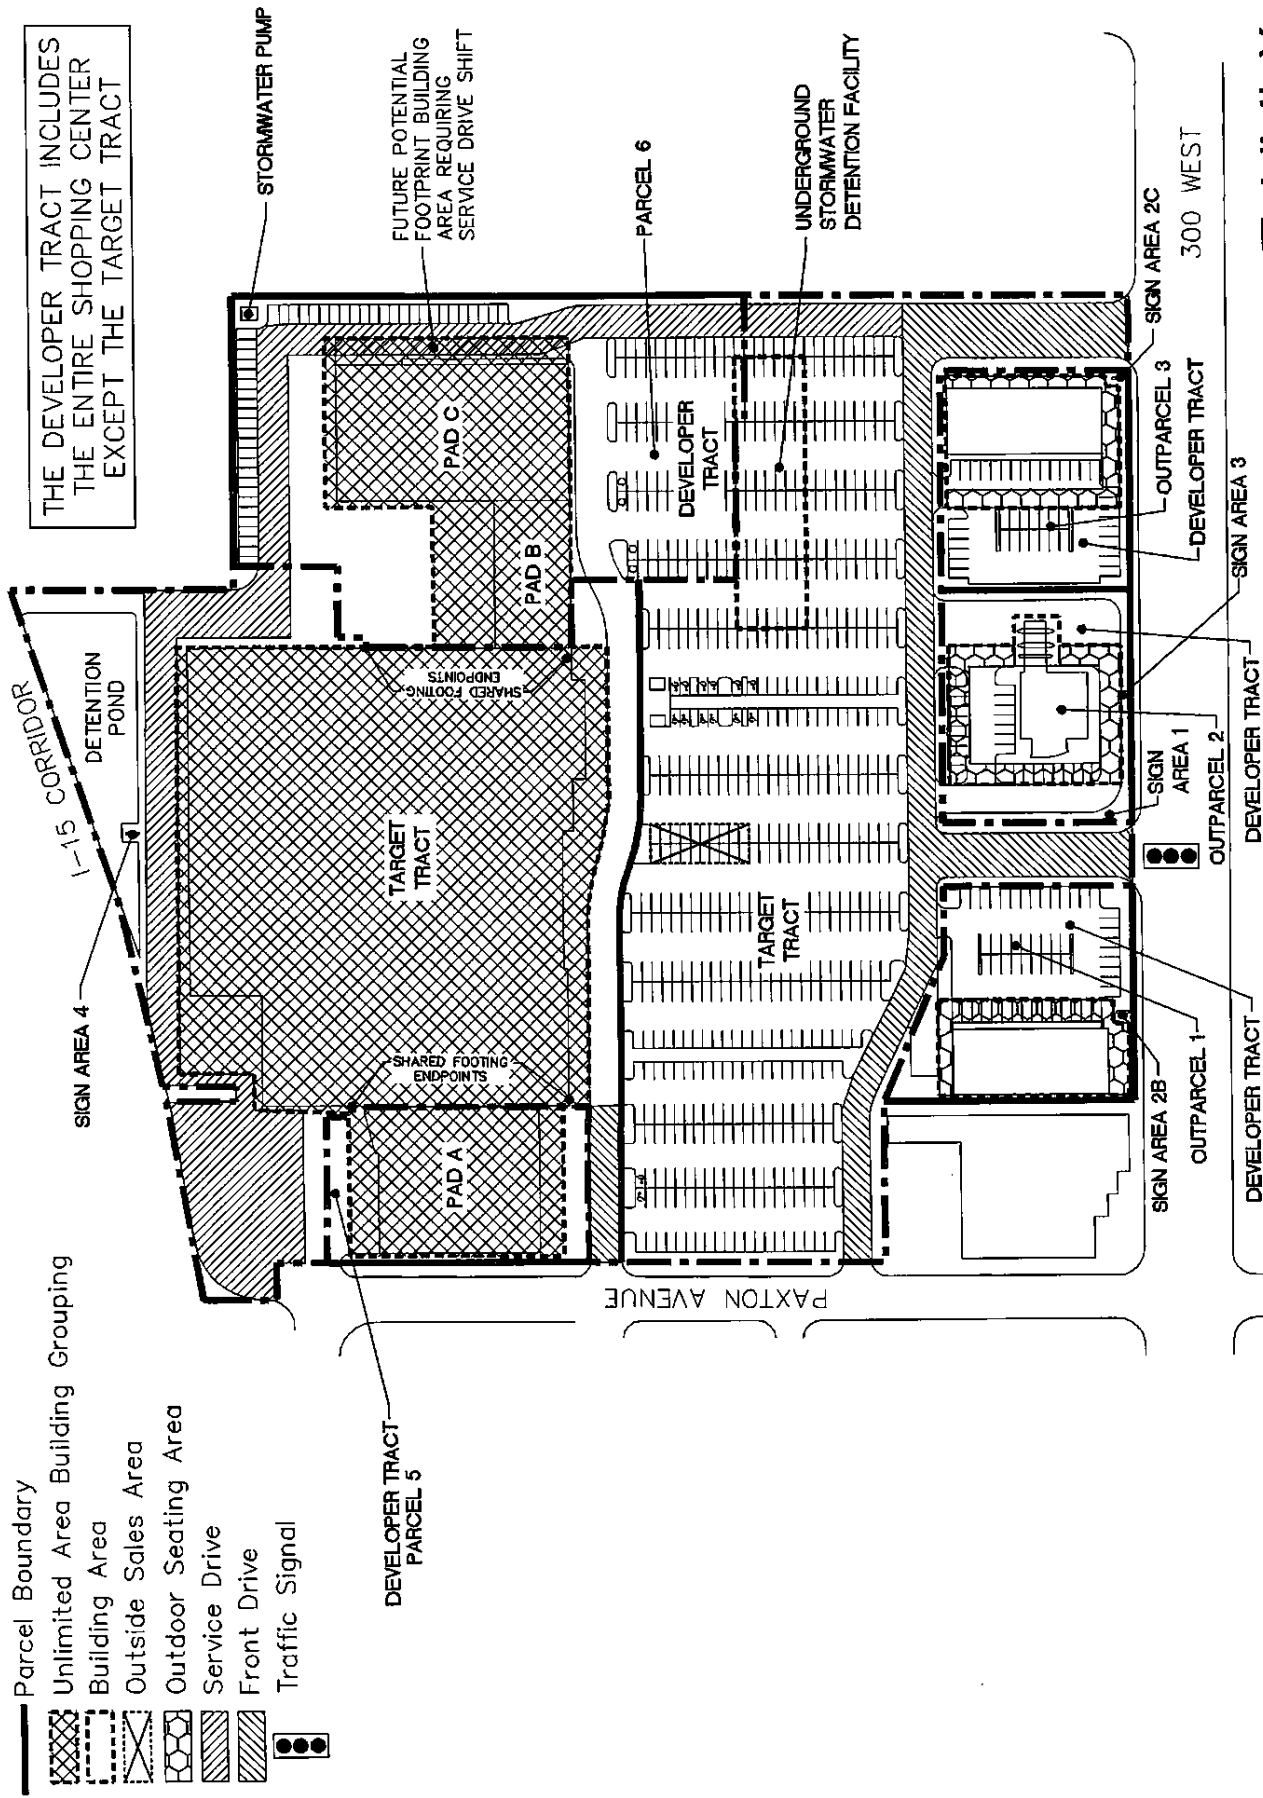 THE DEVELOPER TRACT INCLUDES
THE ENTIRE SHOPPING CENTER
EXCEPT THE TARGET TRACT
Parcel Boundary
Unlimited Area Building Grouping
Building Area
Outside Sales Area
Outdoor Seating Area
Service Drive
Front Drive
Traffic Signal
I-15 CORRIDOR
DETENTION
POND
SIGN AREA 4
STORMWATER PUMP
FUTURE POTENTIAL
FOOTPRINT BUILDING
AREA REQUIRING
SERVICE DRIVE SHIFT
PARCEL 6
UNDERGROUND
STORMWATER
DETENTION FACILITY
PAD C
PAD B
SHARED FOOTING
ENDPOINTS
TARGET
TRACT
SHARED FOOTING
ENDPOINTS
PAD A
DEVELOPER TRACT
PARCEL 5
DEVELOPER
TRACT
TARGET
TRACT
PAXTON AVENUE
300 WEST
SIGN AREA 2C
OUTPARCEL 3
DEVELOPER TRACT
SIGN AREA 3
SIGN
AREA 1
OUTPARCEL 2
DEVELOPER TRACT
SIGN AREA 2B
OUTPARCEL 1
DEVELOPER TRACT